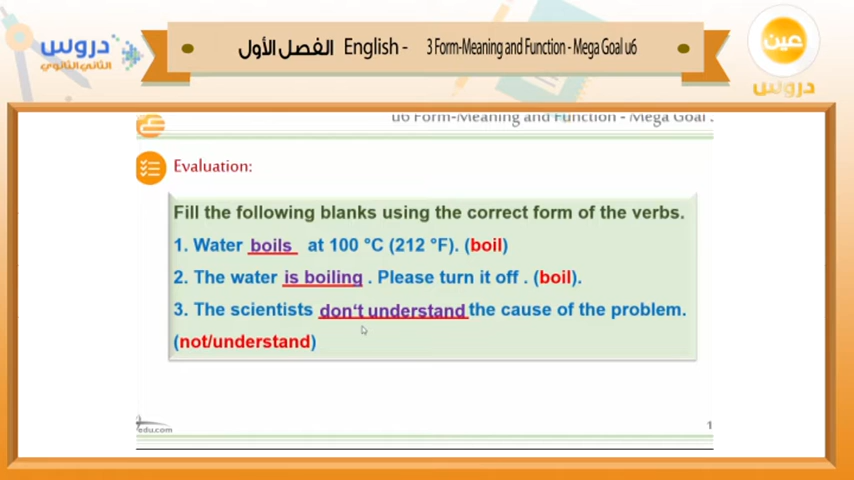 دروس
الثاني الثانوي
الفصل الأول English - 3 Form-Meaning and Function - Mega Goal u6
عين
دروس
u6 Form-Meaning and Function - Mega Goal
Evaluation:
Fill the following blanks using the correct form of the verbs.
1. Water boils at 100 °C (212 °F). (boil)
2. The water is boiling . Please turn it off . (boil).
3. The scientists don't understand the cause of the problem.
(not/understand)
edu.com
1